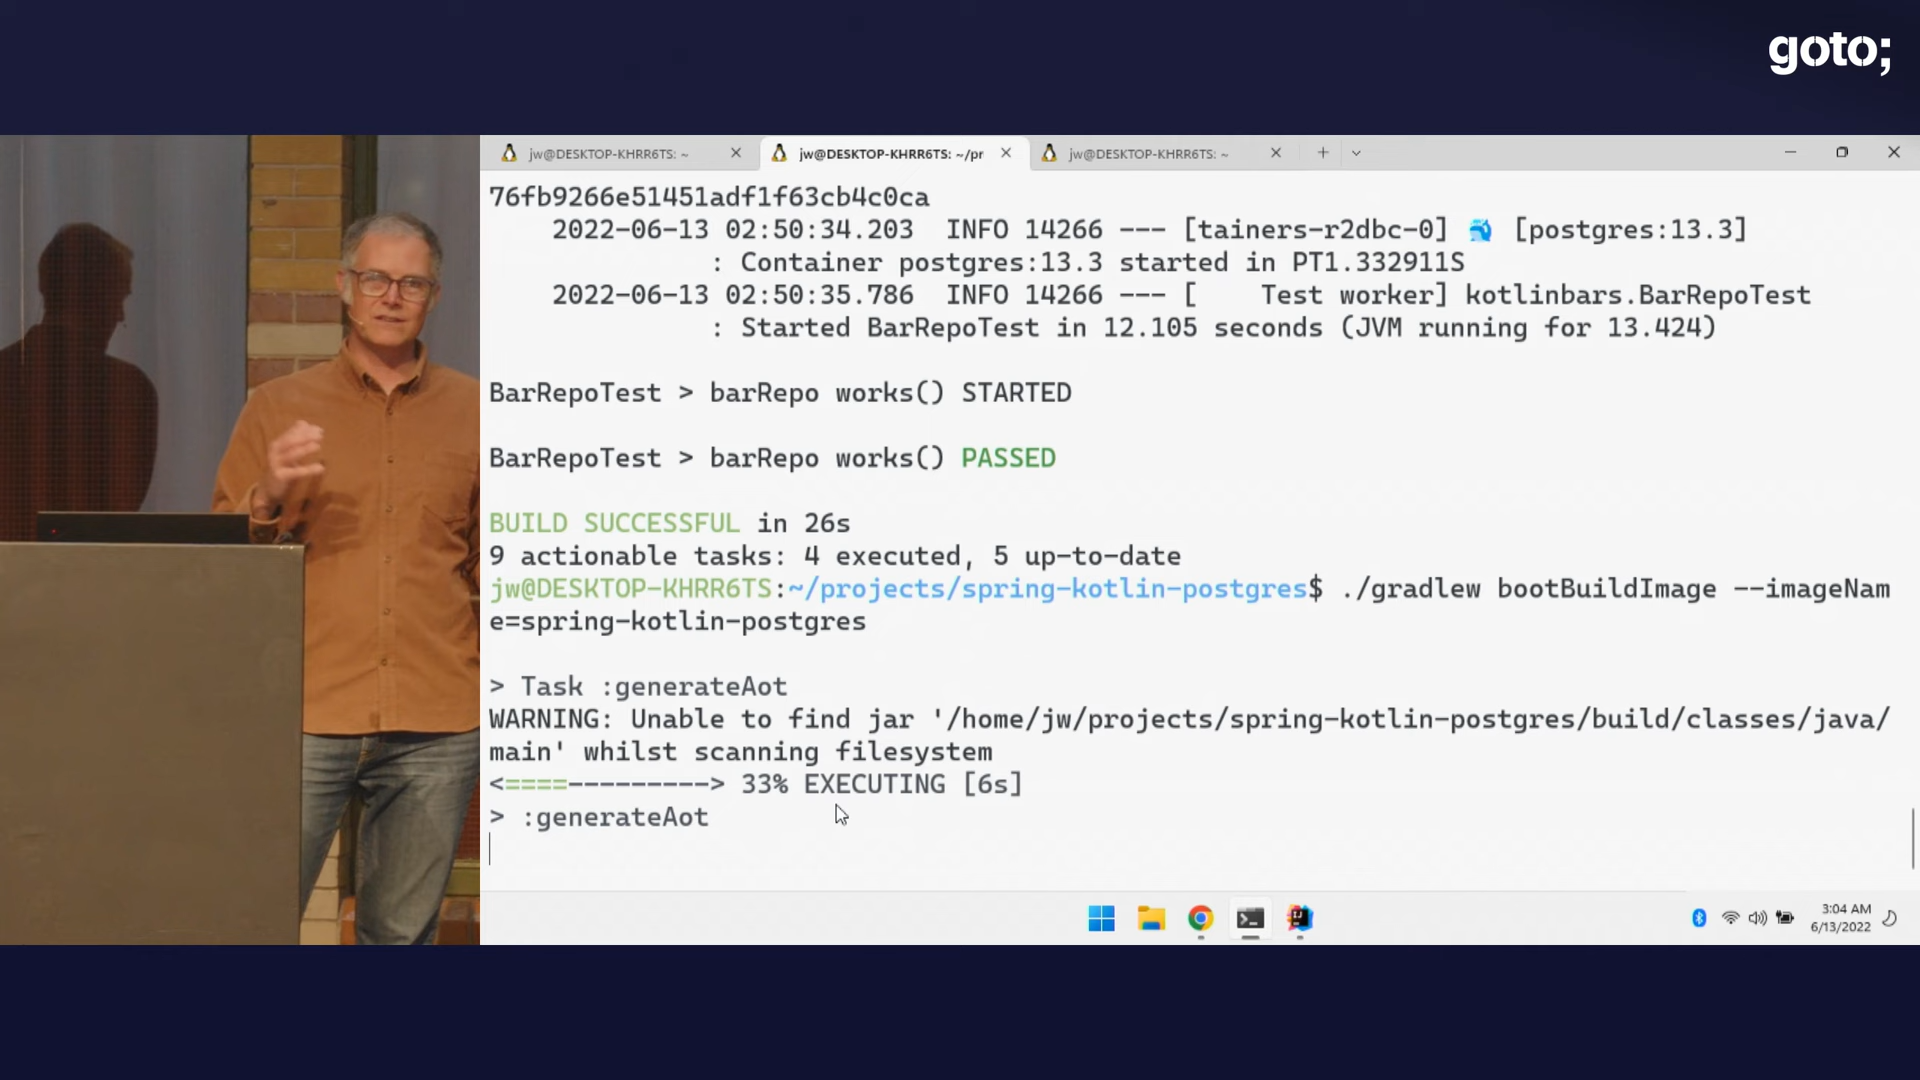 goto;
jw@DESKTOP-KHRR6TS: ~
jw@DESKTOP-KHRR6TS: ~/pr
jw@DESKTOP-KHRR6TS: ~
76fb9266e51451adf1f63cb4c0ca
2022-06-13 02:50:34.203  INFO 14266 --- [tainers-r2dbc-0] 🐳 [postgres:13.3]
: Container postgres:13.3 started in PT1.332911S
2022-06-13 02:50:35.786  INFO 14266 --- [    Test worker] kotlinbars.BarRepoTest
: Started BarRepoTest in 12.105 seconds (JVM running for 13.424)
BarRepoTest > barRepo works() STARTED
BarRepoTest > barRepo works() PASSED
BUILD SUCCESSFUL in 26s
9 actionable tasks: 4 executed, 5 up-to-date
jw@DESKTOP-KHRR6TS:~/projects/spring-kotlin-postgres$ ./gradlew bootBuildImage --imageNam
e=spring-kotlin-postgres
> Task :generateAot
WARNING: Unable to find jar '/home/jw/projects/spring-kotlin-postgres/build/classes/java/
main' whilst scanning filesystem
<====---------> 33% EXECUTING [6s]
> :generateAot
3:04 AM
6/13/2022